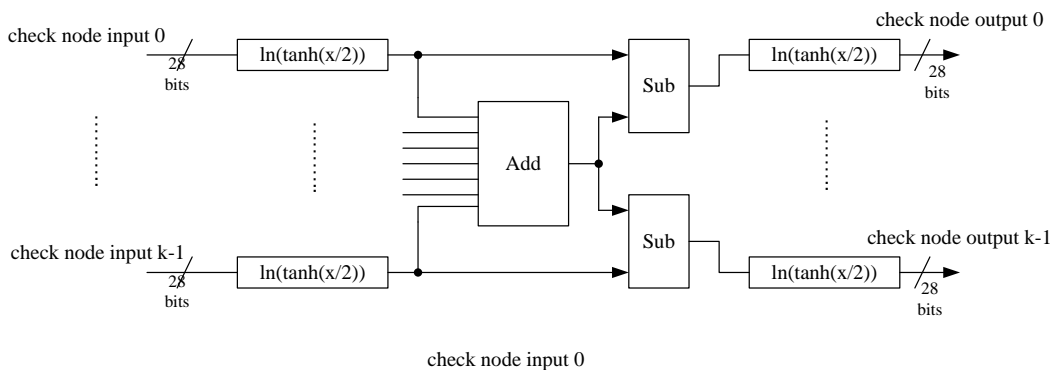 check node input 0
28
bits
ln(tanh(x/2))
Sub
ln(tanh(x/2))
check node output 0
28
bits
Add
check node input k-1
28
bits
ln(tanh(x/2))
Sub
ln(tanh(x/2))
check node output k-1
28
bits
check node input 0